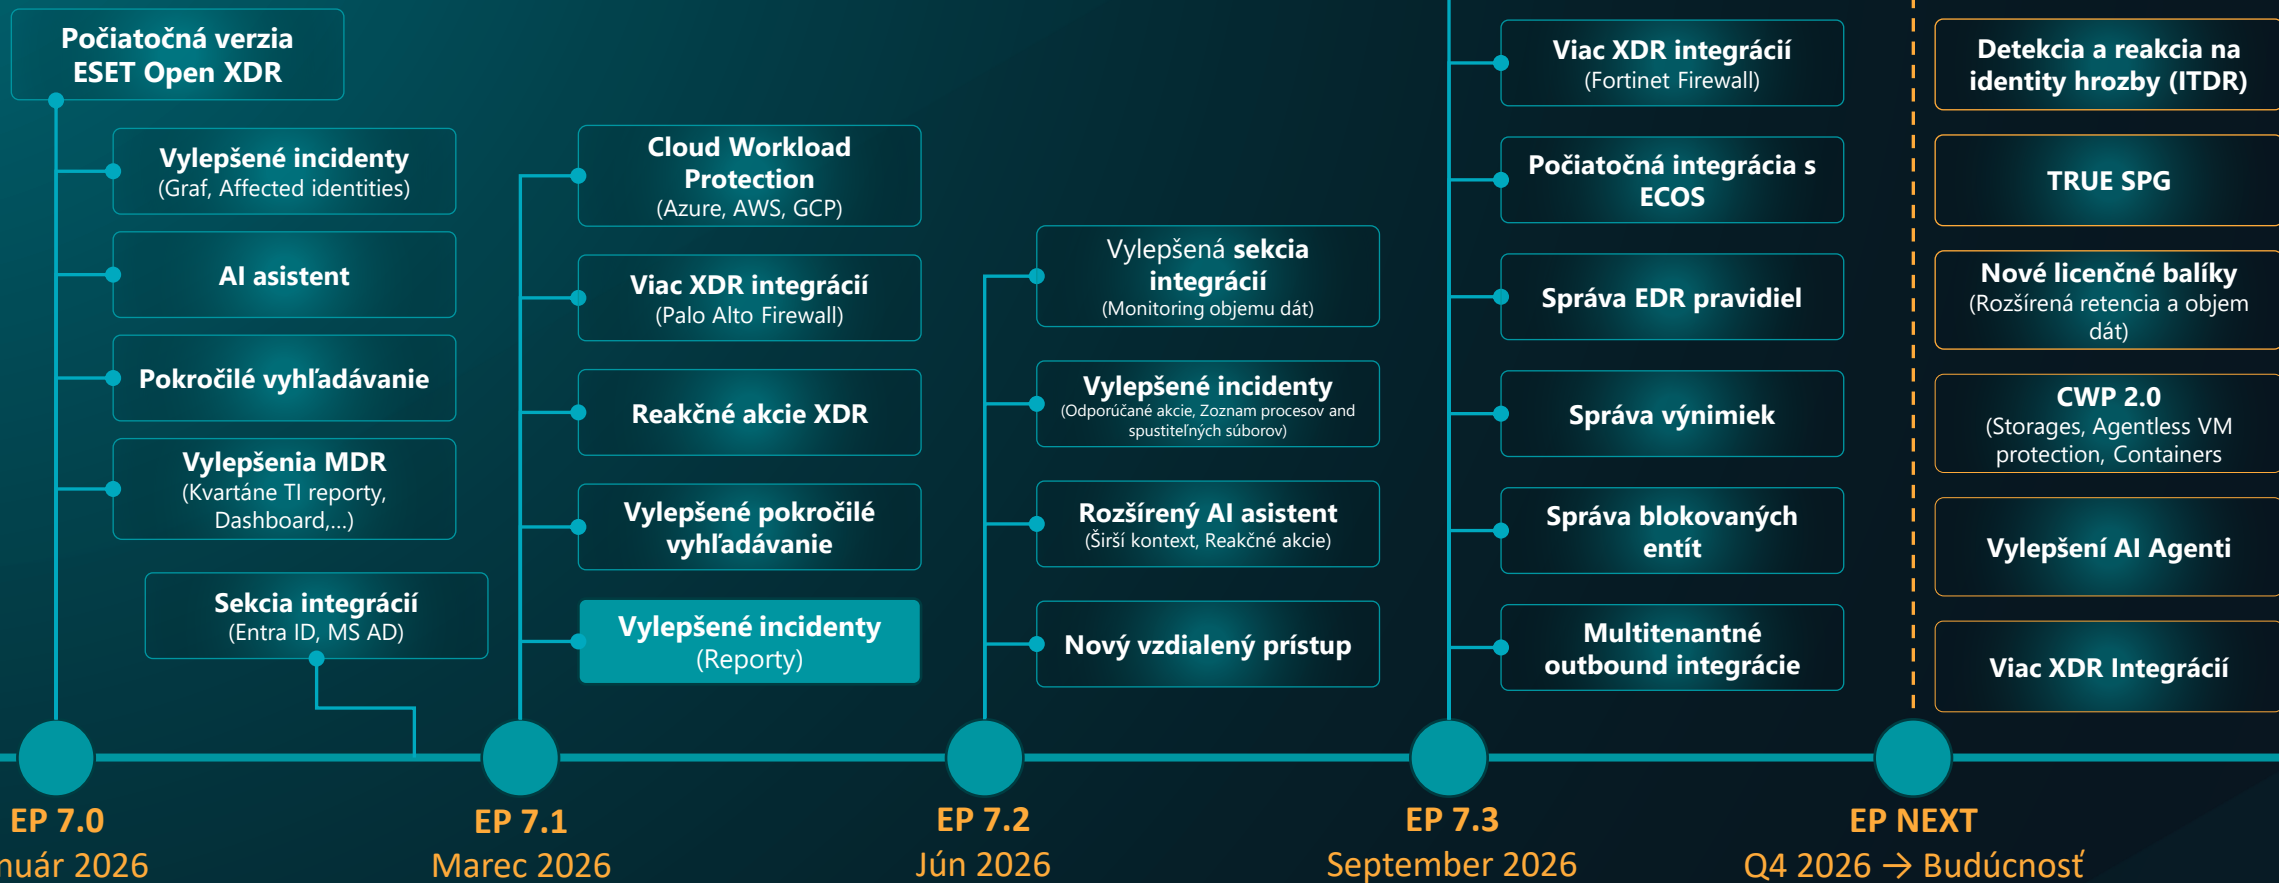 Počiatočná verzia
ESET Open XDR
Vylepšené incidenty
(Graf, Affected identities)
AI asistent
Pokročilé vyhľadávanie
Vylepšenia MDR
(Kvartáne TI reporty,
Dashboard,...)
Sekcia integrácií
(Entra ID, MS AD)
Cloud Workload
Protection
(Azure, AWS, GCP)
Viac XDR integrácií
(Palo Alto Firewall)
Reakčné akcie XDR
Vylepšené pokročilé
vyhľadávanie
Vylepšené incidenty
(Reporty)
Vylepšená sekcia
integrácií
(Monitoring objemu dát)
Vylepšené incidenty
(Odporúčané akcie, Zoznam procesov and
spustiteľných súborov)
Rozšírený AI asistent
(Širší kontext, Reakčné akcie)
Nový vzdialený prístup
Viac XDR integrácií
(Fortinet Firewall)
Počiatočná integrácia s
ECOS
Správa EDR pravidiel
Správa výnimiek
Správa blokovaných
entít
Multitenantné
outbound integrácie
Detekcia a reakcia na
identity hrozby (ITDR)
TRUE SPG
Nové licenčné balíky
(Rozšírená retencia a objem
dát)
CWP 2.0
(Storages, Agentless VM
protection, Containers
Vylepšení AI Agenti
Viac XDR Integrácií
EP 7.0
nuár 2026
EP 7.1
Marec 2026
EP 7.2
Jún 2026
EP 7.3
September 2026
EP NEXT
Q4 2026 → Budúcnosť